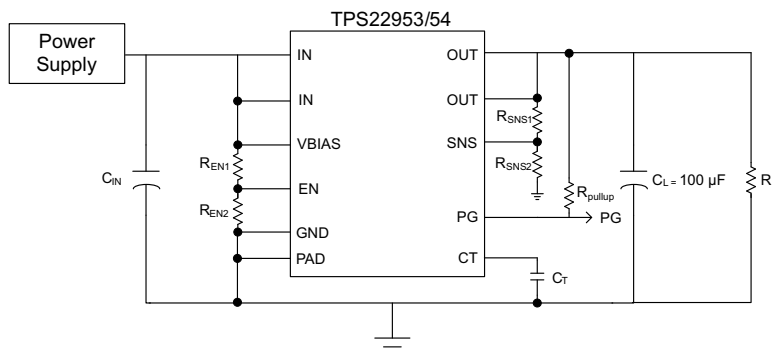 TPS22953/54
Power
Supply
IN
OUT
IN
OUT
RSNS1
VBIAS
SNS
REN1
RSNS2
CIN
EN
CL = 100 µF
R
Rpullup
REN2
PG
PG
GND
PAD
CT
CT